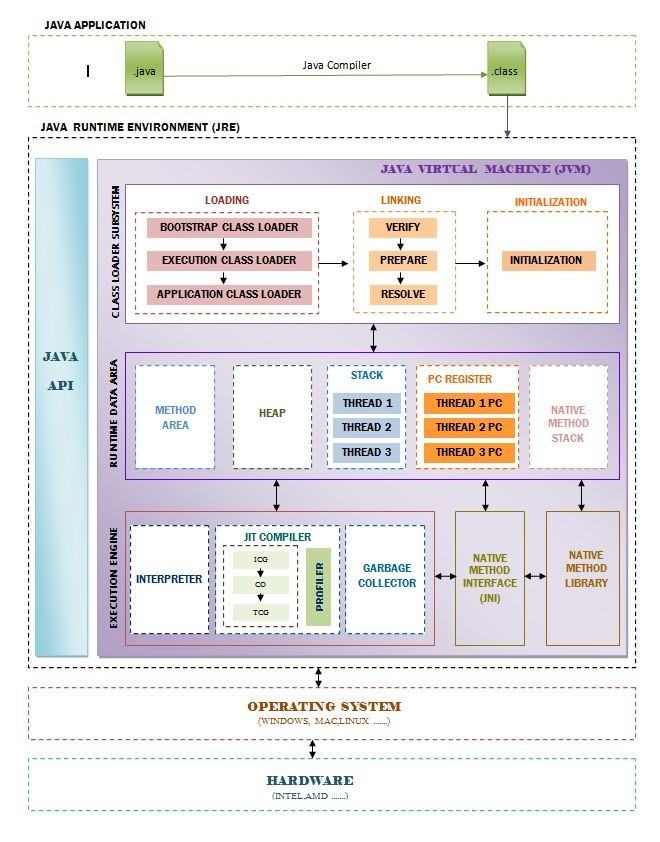 JAVA APPLICATION
I
.java
Java Compiler
.class
JAVA RUNTIME ENVIRONMENT (JRE)
JAVA
API
JAVA VIRTUAL MACHINE (JVM)
CLASS LOADER SUBSYSTEM
LOADING
BOOTSTRAP CLASS LOADER
EXECUTION CLASS LOADER
APPLICATION CLASS LOADER
LINKING
VERIFY
PREPARE
RESOLVE
INITIALIZATION
INITIALIZATION
RUNTIME DATA AREA
METHOD
AREA
HEAP
STACK
THREAD 1
THREAD 2
THREAD 3
PC REGISTER
THREAD 1 PC
THREAD 2 PC
THREAD 3 PC
NATIVE
METHOD
STACK
EXECUTION ENGINE
INTERPRETER
JIT COMPILER
ICG
CO
TCG
PROFILER
GARBAGE
COLLECTOR
NATIVE
METHOD
INTERFACE
(JNI)
NATIVE
METHOD
LIBRARY
OPERATING SYSTEM
(WINDOWS, MAC,LINUX ......)
HARDWARE
(INTEL,AMD ......)